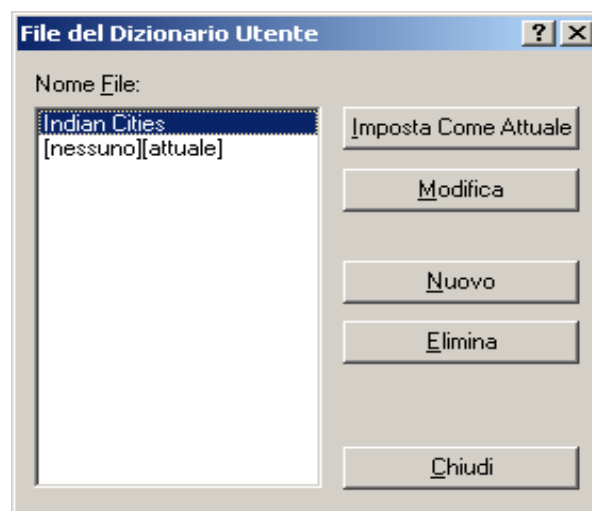 File del Dizionario Utente
Nome File:
Indian Cities
[nessuno][attuale]
Imposta Come Attuale
Modifica
Nuovo
Elimina
Chiudi